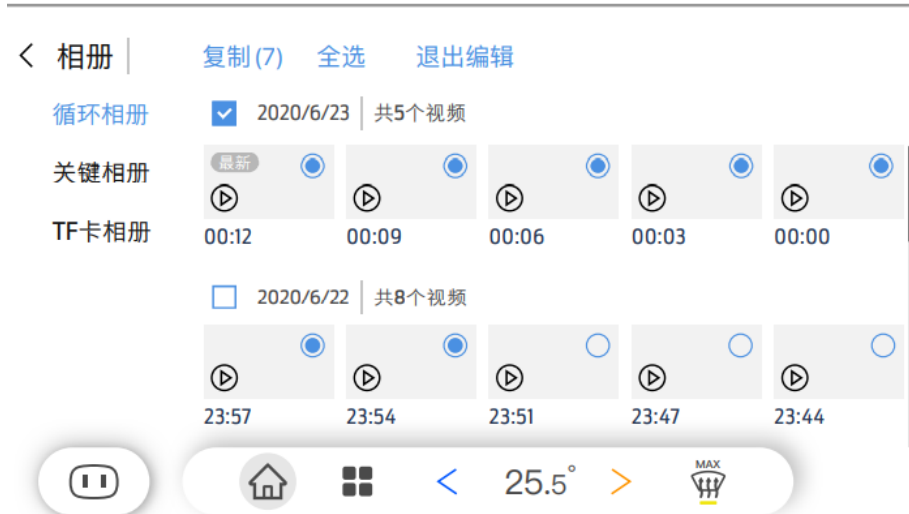 相册 复制(7) 全选 退出编辑
循环相册
关键相册
TF卡相册
2020/6/23 共5个视频
最新
00:12 00:09 00:06 00:03 00:00
2020/6/22 共8个视频
23:57 23:54 23:51 23:47 23:44
25.5° MAX